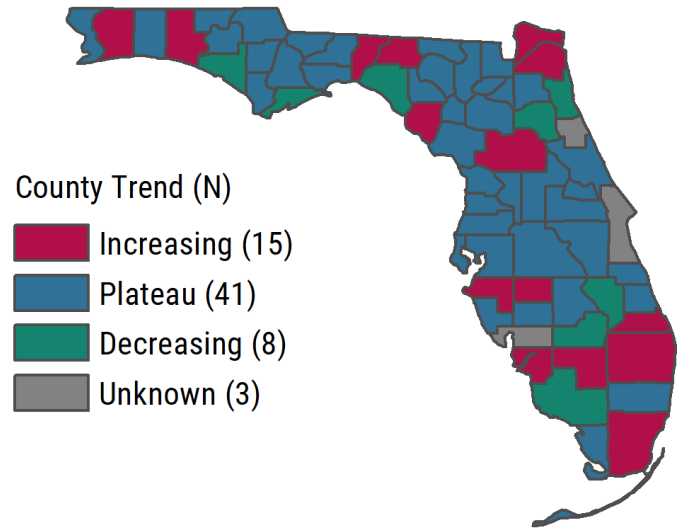 County Trend (N)
Increasing (15)
Plateau (41)
Decreasing (8)
Unknown (3)